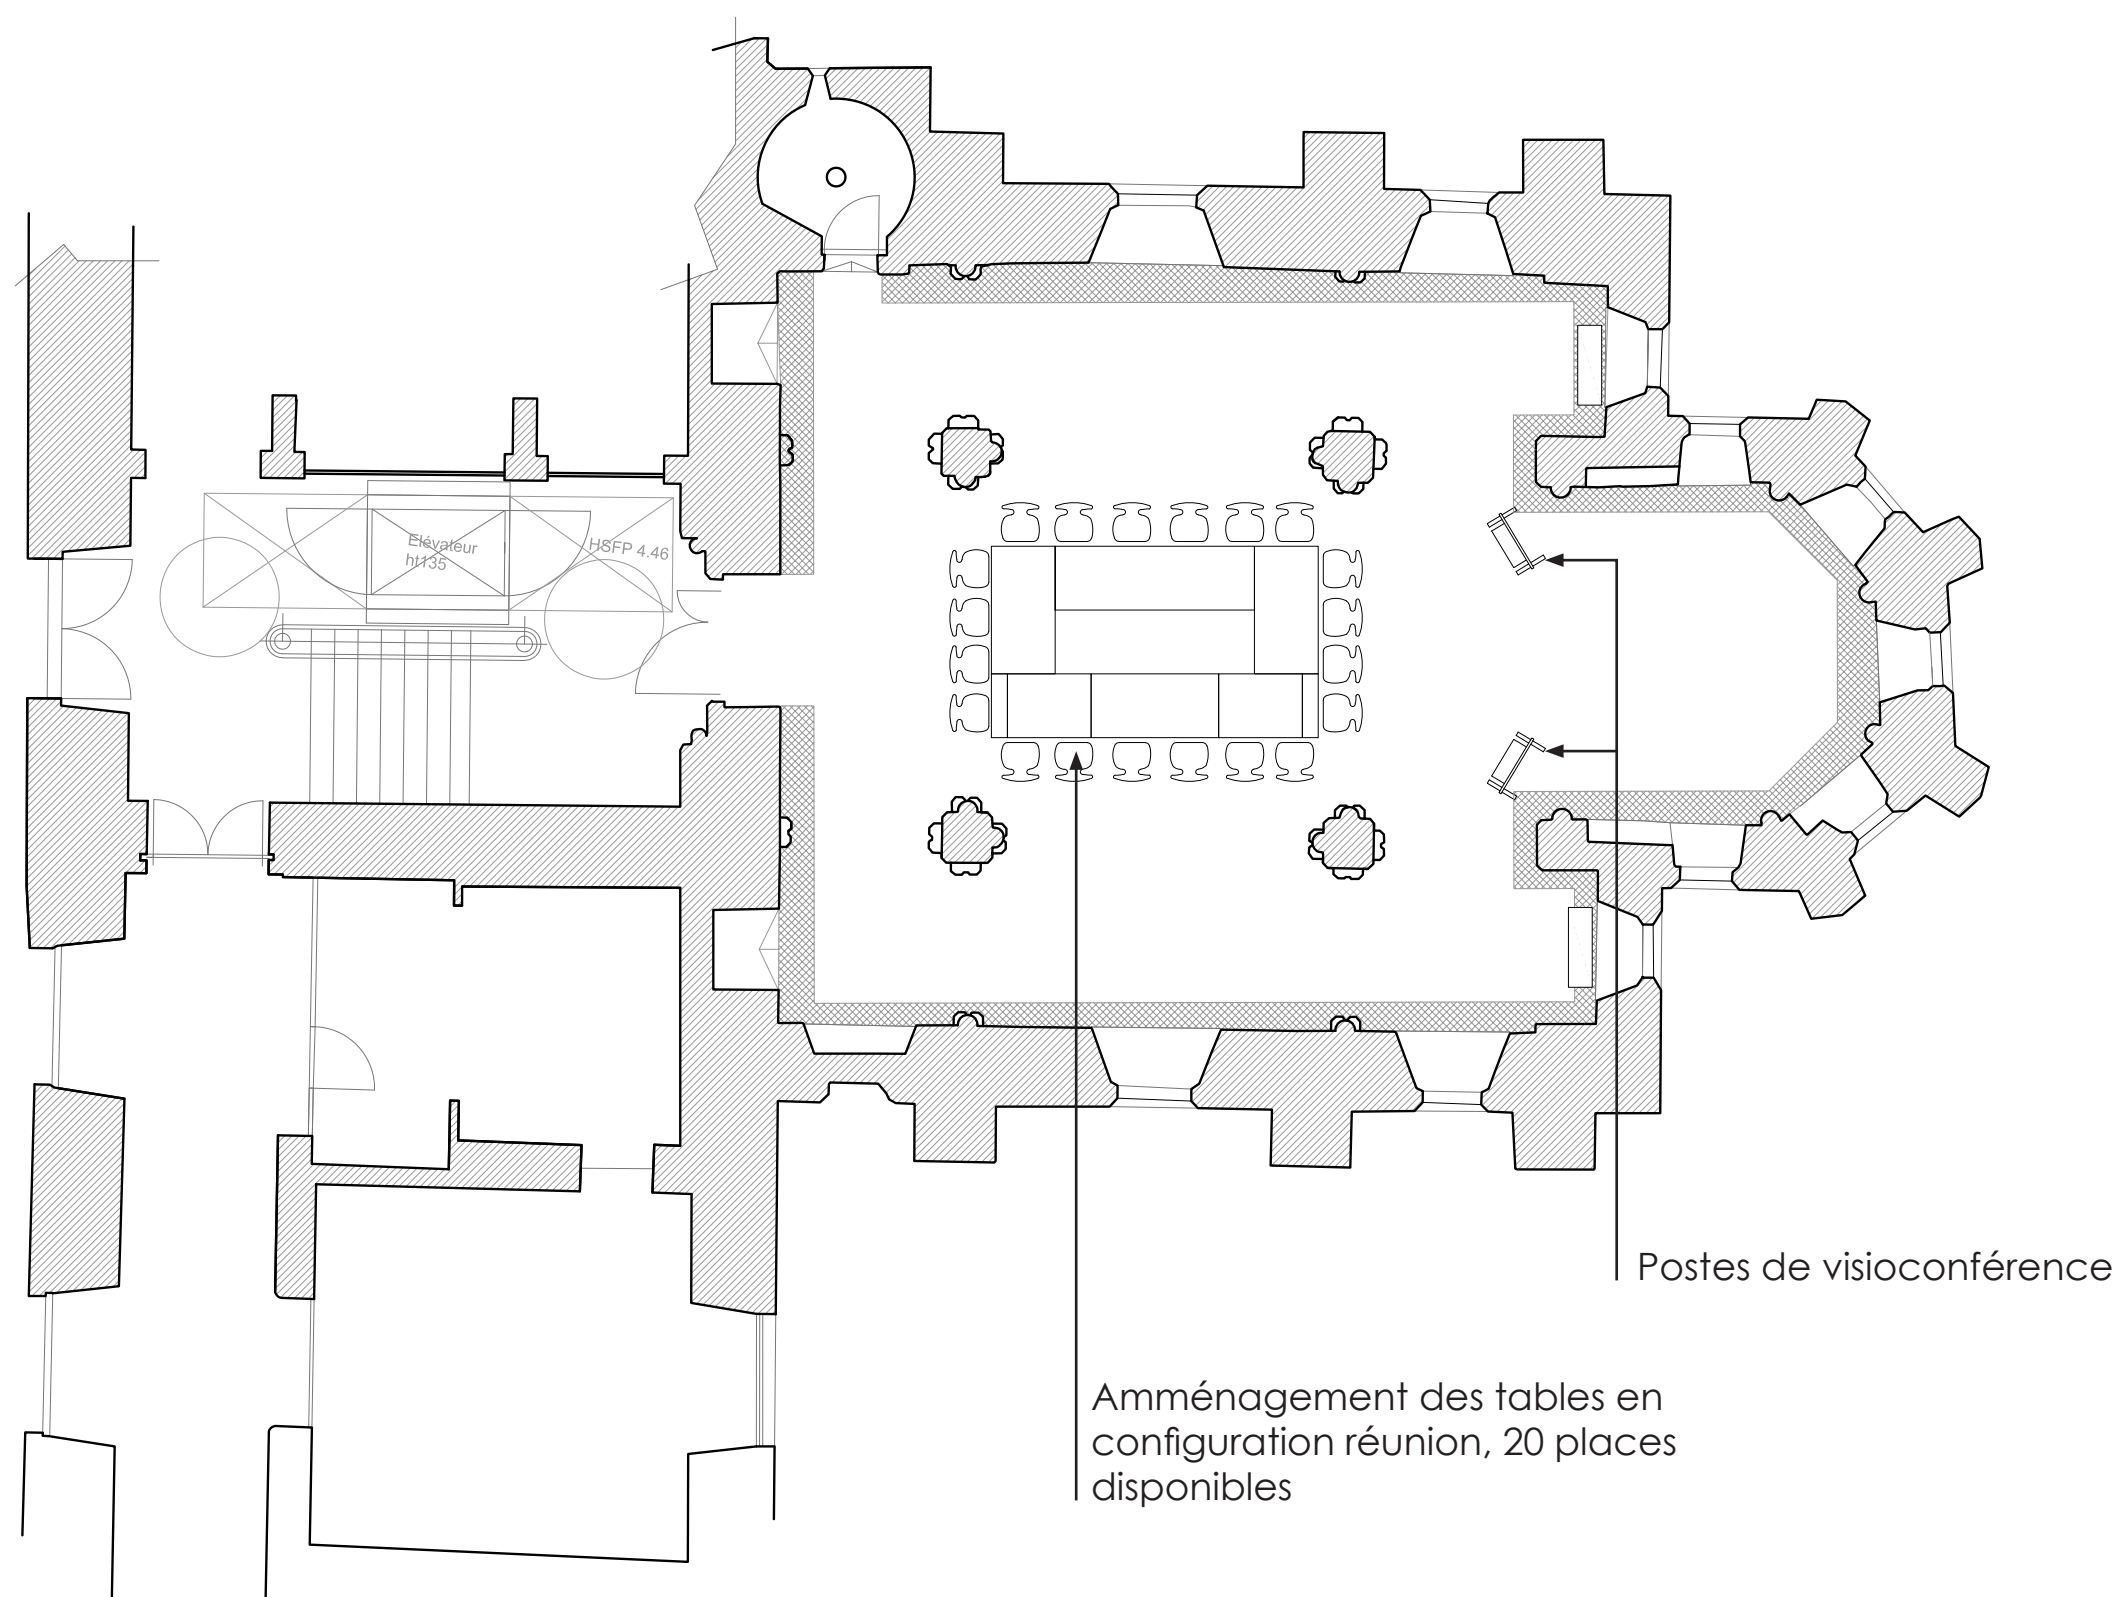 Elévateur
ht135
HSFP 4.46
Postes de visioconférence
Amménagement des tables en
configuration réunion, 20 places
disponibles